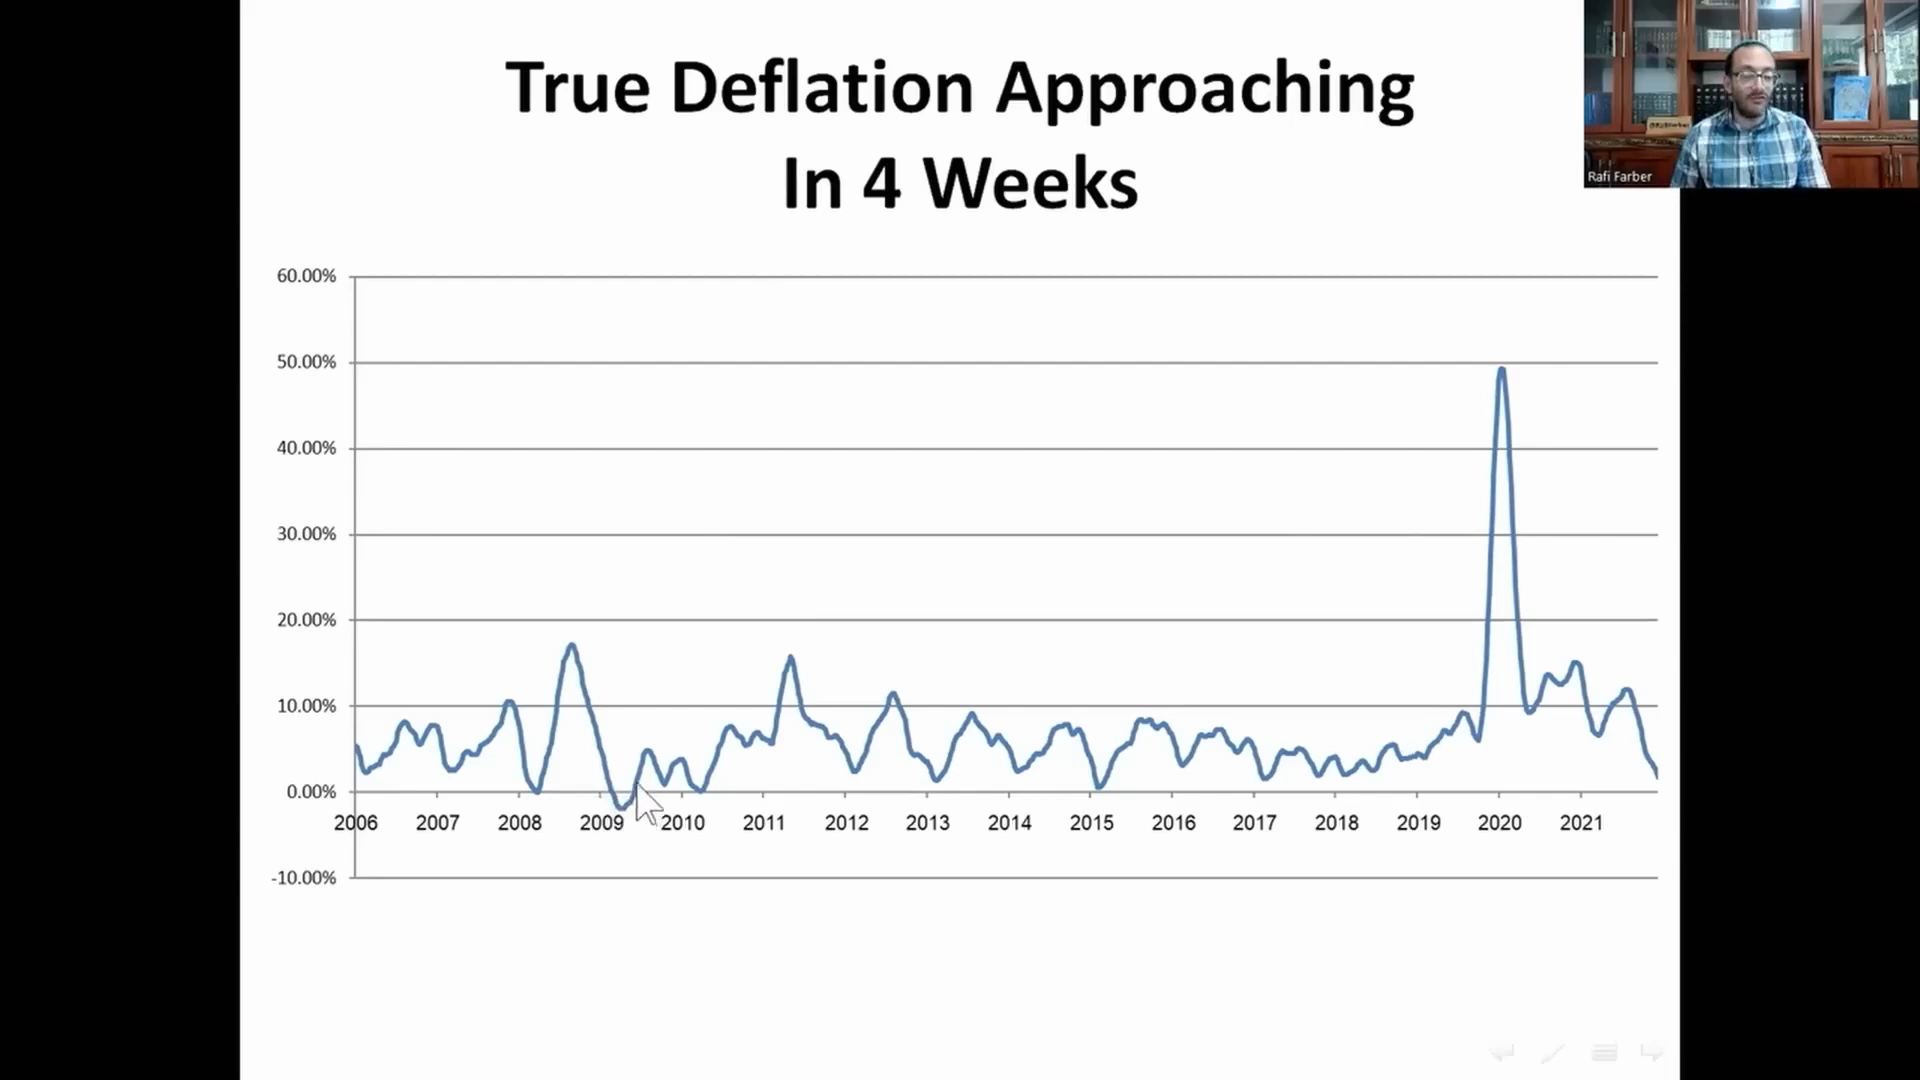 True Deflation Approaching
In 4 Weeks
Rafi Farber
60.00%
50.00%
40.00%
30.00%
20.00%
10.00%
0.00%
2006 2007 2008 2009 2010 2011 2012 2013 2014 2015 2016 2017 2018 2019 2020 2021
-10.00%